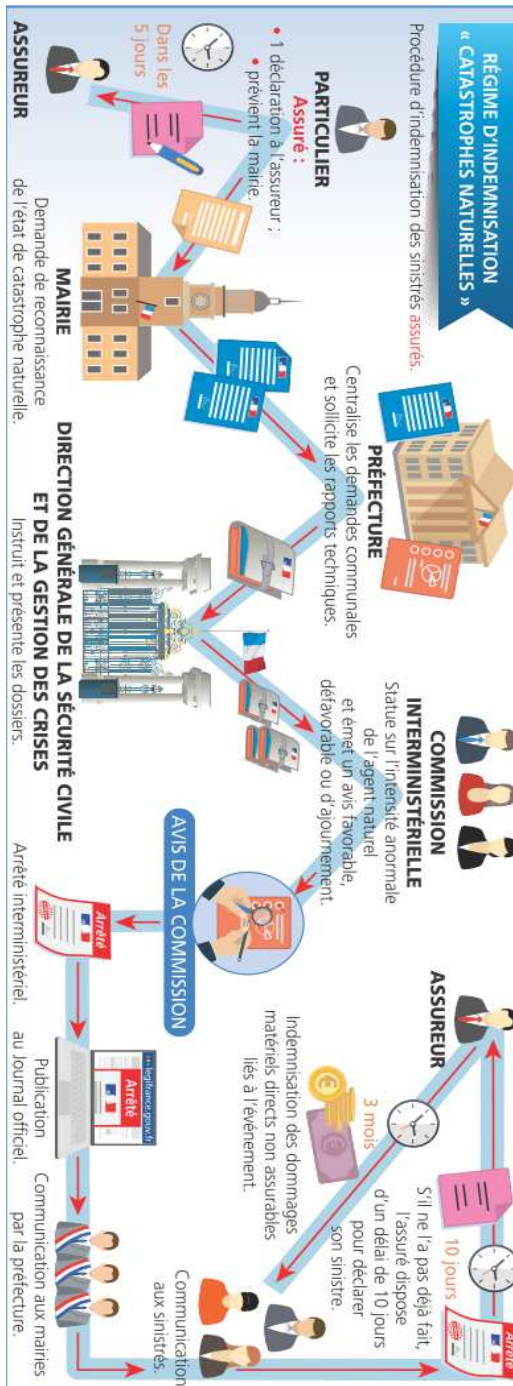 RÉGIME D'INDEMNISATION
« CATASTROPHES NATURELLES »
Procédure d'indemnisation des sinistrés assurés.
PARTICULIER
Assuré :
• 1 déclaration à l'assureur ;
• prévient la mairie.
Dans les
5 jours
ASSUREUR
MAIRIE
Demande de reconnaissance
de l'état de catastrophe naturelle.
PRÉFECTURE
Centralise les demandes communales
et sollicite les rapports techniques.
DIRECTION GÉNÉRALE DE LA SÉCURITÉ CIVILE
ET DE LA GESTION DES CRISES
Instruit et présente les dossiers.
COMMISSION
INTERMINISTÉRIELLE
Statue sur l'intensité anormale
de l'agent naturel
et émet un avis favorable,
défavorable ou d'ajournement.
AVIS DE LA COMMISSION
Arrêté
Arrêté interministériel.
legifrance.gouv.fr
Arrêté
Publication
au Journal officiel.
Communication aux mairies
par la préfecture.
Communication
aux sinistrés.
Arrêté
10 jours
S'il ne l'a pas déjà fait,
l'assuré dispose
d'un délai de 10 jours
pour déclarer
son sinistre.
ASSUREUR
3 mois
Indemnisation des dommages
matériels directs non assurables
liés à l'événement.